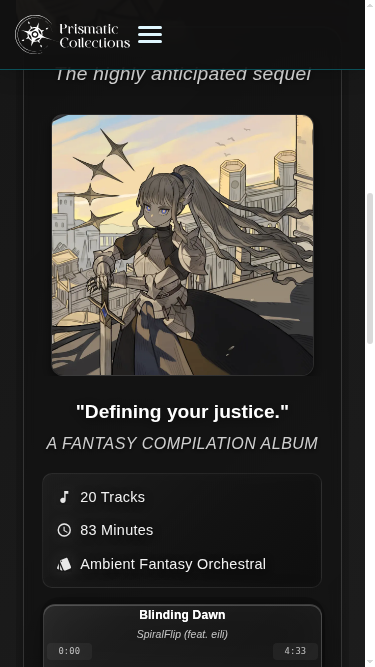 Prismatic
Collections
The highly anticipated sequel
"Defining your justice."
A FANTASY COMPILATION ALBUM
20 Tracks
83 Minutes
Ambient Fantasy Orchestral
Blinding Dawn
SpiralFlip (feat. eili)
0:00 4:33